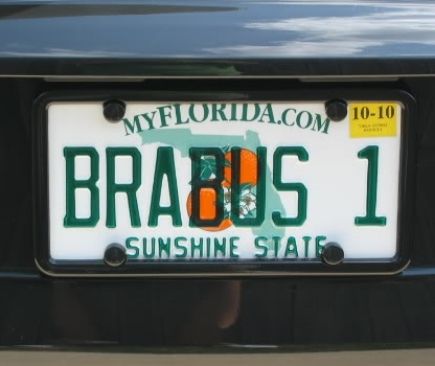 MYFLORIDA.COM
10-10
BRABUS 1
SUNSHINE STATE